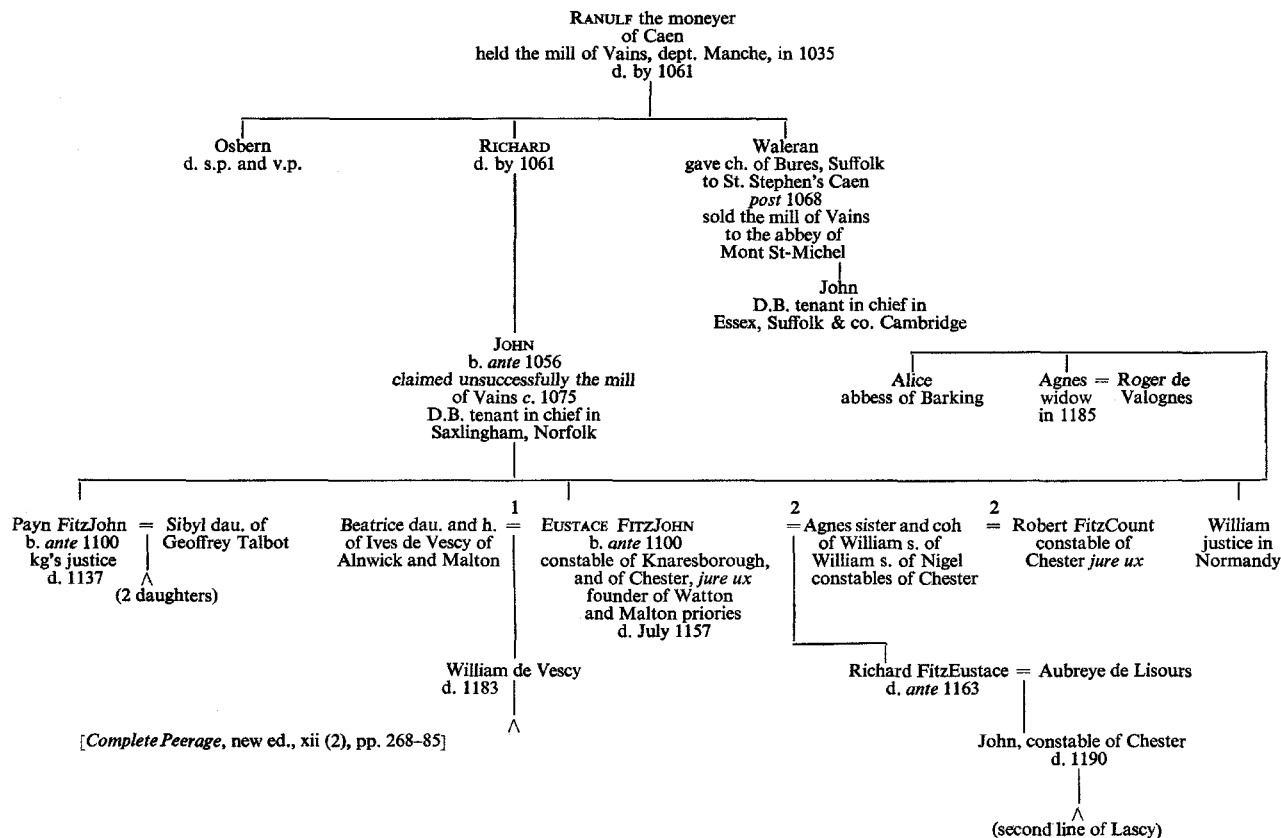 RANULF the moneyer
of Caen
held the mill of Vains, dept. Manche, in 1035
d. by 1061
Osbern
d. s.p. and v.p.
RICHARD
d. by 1061
Waleran
gave ch. of Bures, Suffolk
to St. Stephen's Caen
post 1068
sold the mill of Vains
to the abbey of
Mont St-Michel
John
D.B. tenant in chief in
Essex, Suffolk & co. Cambridge
JOHN
b. ante 1056
claimed unsuccessfully the mill
of Vains c. 1075
D.B. tenant in chief in
Saxlingham, Norfolk
Alice
abbess of Barking
Agnes = Roger de
widow Valognes
in 1185
Payn FitzJohn = Sibyl dau. of
b. ante 1100 Geoffrey Talbot
kg's justice
d. 1137
(2 daughters)
1
Beatrice dau. and h. =
of Ives de Vescy of
Alnwick and Malton
EUSTACE FITZJOHN
b. ante 1100
constable of Knaresborough,
and of Chester, jure ux
founder of Watton
and Malton priories
d. July 1157
2
= Agnes sister and coh
of William s. of
William s. of Nigel
constables of Chester
2
= Robert FitzCount
constable of
Chester jure ux
William
justice in
Normandy
William de Vescy
d. 1183
Richard FitzEustace = Aubreye de Lisours
d. ante 1163
[Complete Peerage, new ed., xii (2), pp. 268–85]
John, constable of Chester
d. 1190
(second line of Lascy)